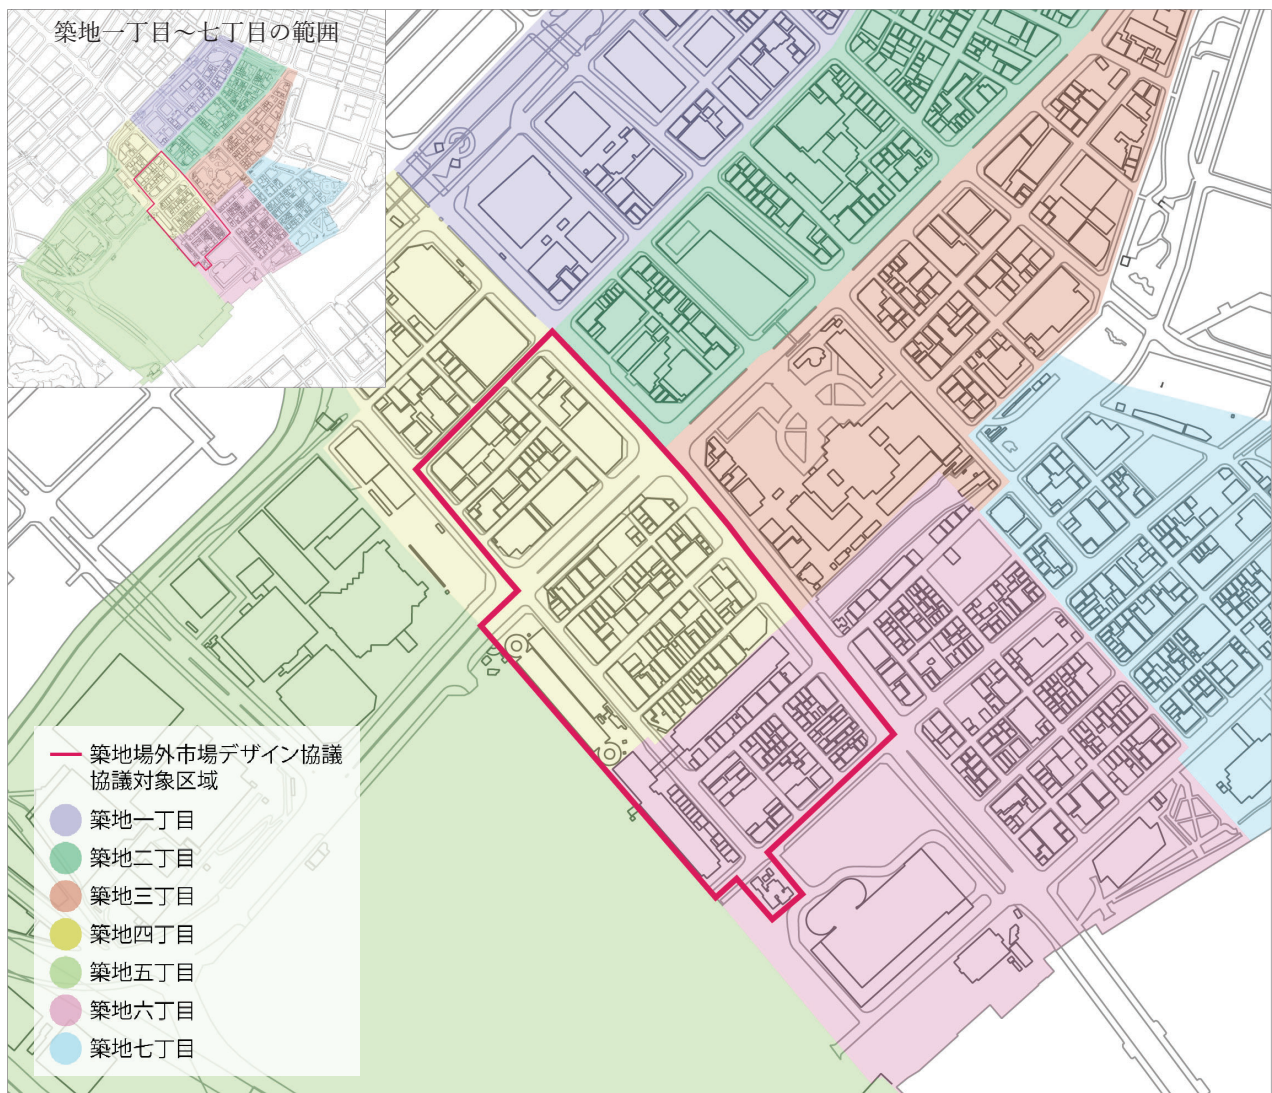 築地一丁目～七丁目の範囲
築地場外市場デザイン協議
協議対象区域
築地一丁目
築地二丁目
築地三丁目
築地四丁目
築地五丁目
築地六丁目
築地七丁目